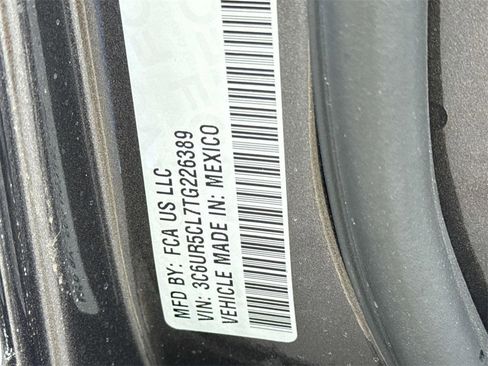 MFD BY: FCA US LLC
VIN: 3C6UR5CL7TG226389
VEHICLE MADE IN: MEXICO